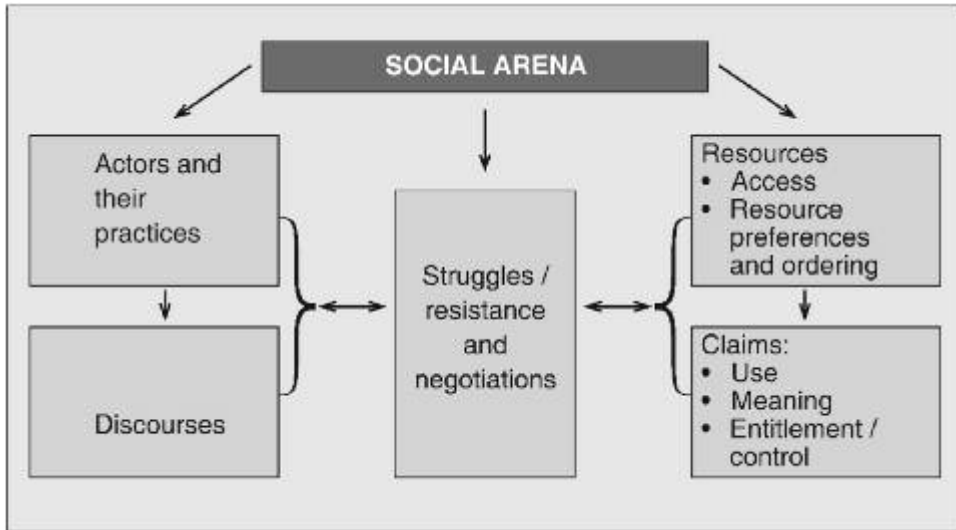 SOCIAL ARENA
Actors and
their
practices
Discourses
Struggles /
resistance
and
negotiations
Resources
• Access
• Resource
preferences
and ordering
Claims:
• Use
• Meaning
• Entitlement /
control